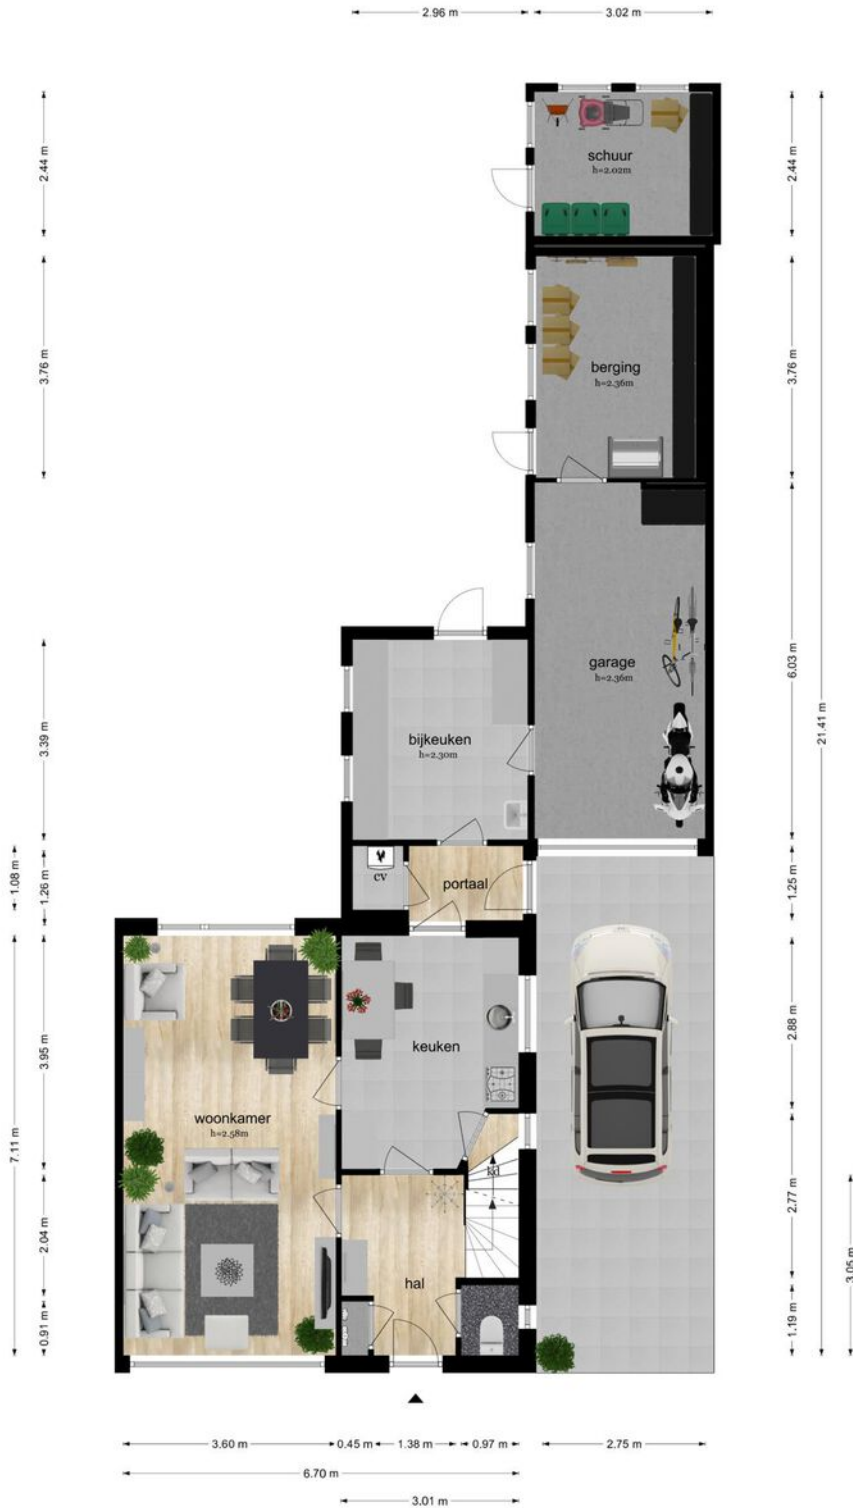 2.96 m
3.02 m
2.44 m
schuur
h=2.02m
2.44 m
3.76 m
berging
h=2.36m
3.76 m
garage
h=2.36m
6.03 m
21.41 m
3.39 m
bijkeuken
h=2.30m
1.08 m
1.26 m
cv
portaal
1.25 m
7.11 m
3.95 m
keuken
2.88 m
woonkamer
h=2.58m
kd
2.04 m
2.77 m
3.05 m
hal
0.91 m
1.19 m
3.60 m
0.45 m
1.38 m
0.97 m
2.75 m
6.70 m
3.01 m